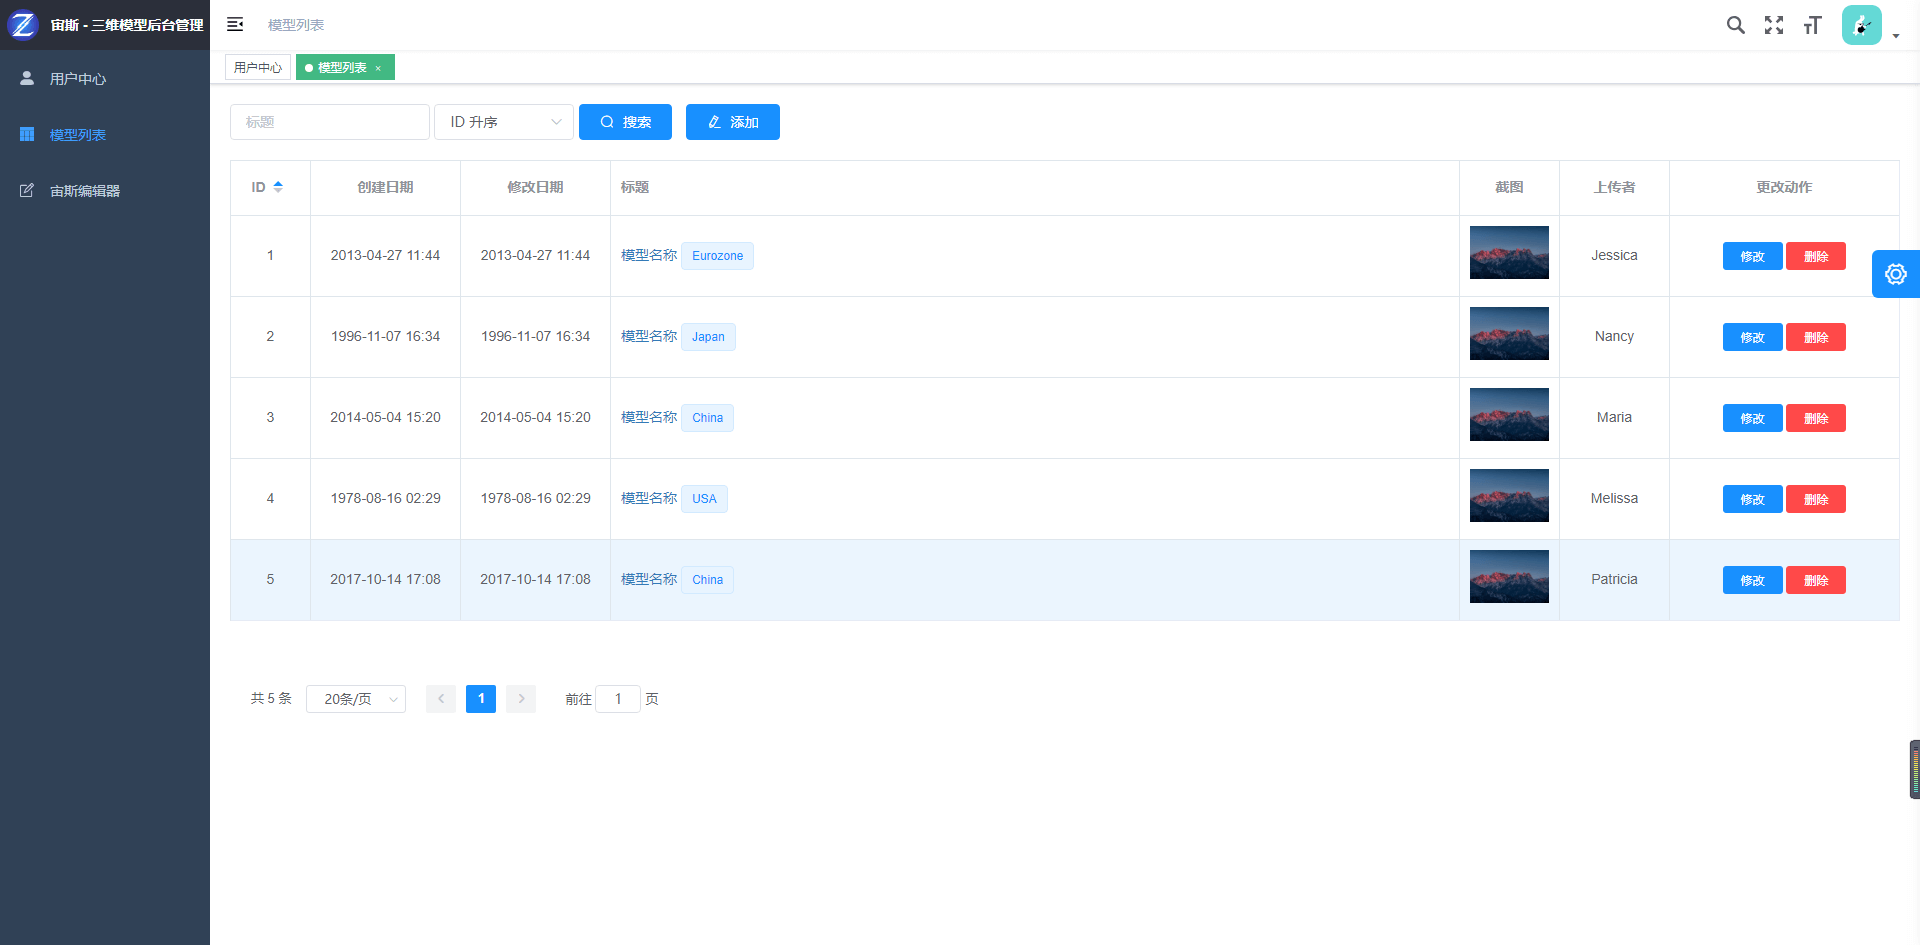 宙斯 - 三维模型后台管理
模型列表
用户中心 模型列表 ×
用户中心
模型列表
宙斯编辑器
标题 ID 升序 搜索 添加
ID 创建日期 修改日期 标题 截图 上传者 更改动作
1 2013-04-27 11:44 2013-04-27 11:44 模型名称 Eurozone Jessica 修改 删除
2 1996-11-07 16:34 1996-11-07 16:34 模型名称 Japan Nancy 修改 删除
3 2014-05-04 15:20 2014-05-04 15:20 模型名称 China Maria 修改 删除
4 1978-08-16 02:29 1978-08-16 02:29 模型名称 USA Melissa 修改 删除
5 2017-10-14 17:08 2017-10-14 17:08 模型名称 China Patricia 修改 删除
共 5 条 20条/页 1 前往 1 页